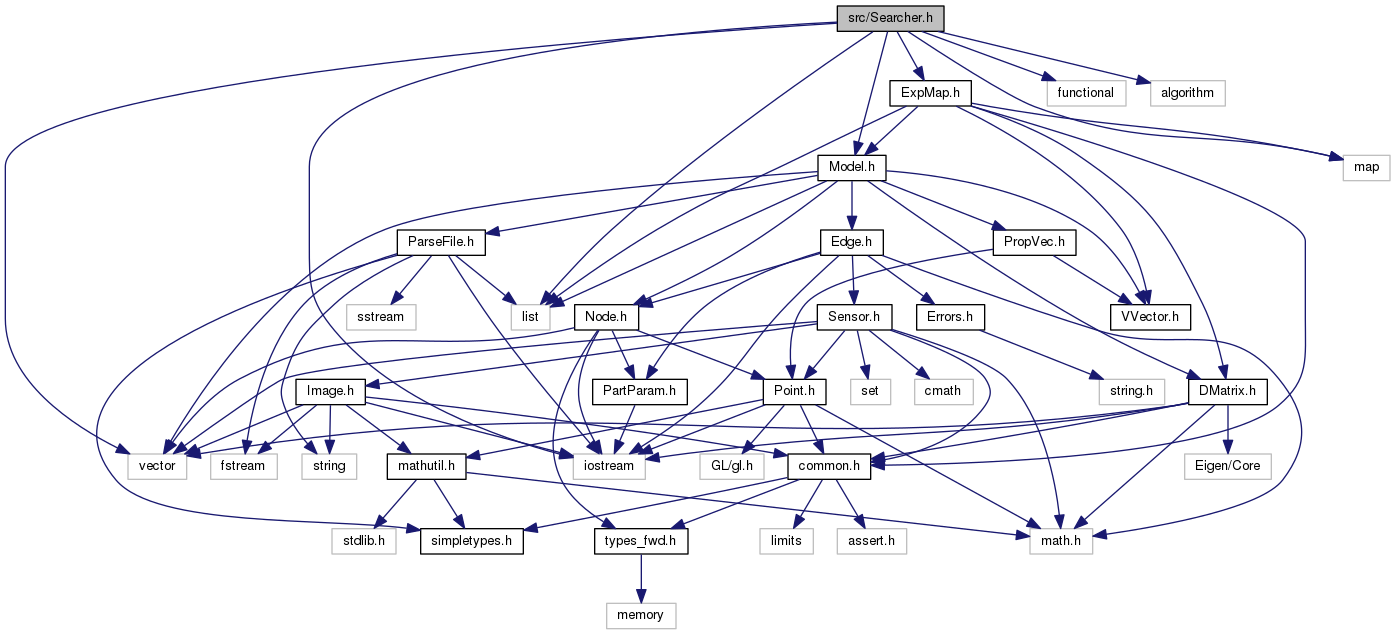 src/Searcher.h
ExpMap.h
functional
algorithm
Model.h
map
ParseFile.h
Edge.h
PropVec.h
sstream
list
Node.h
Sensor.h
Errors.h
VVector.h
Image.h
PartParam.h
Point.h
set
cmath
string.h
DMatrix.h
vector
fstream
string
mathutil.h
iostream
GL/gl.h
common.h
Eigen/Core
stdlib.h
simpletypes.h
types_fwd.h
limits
assert.h
math.h
memory